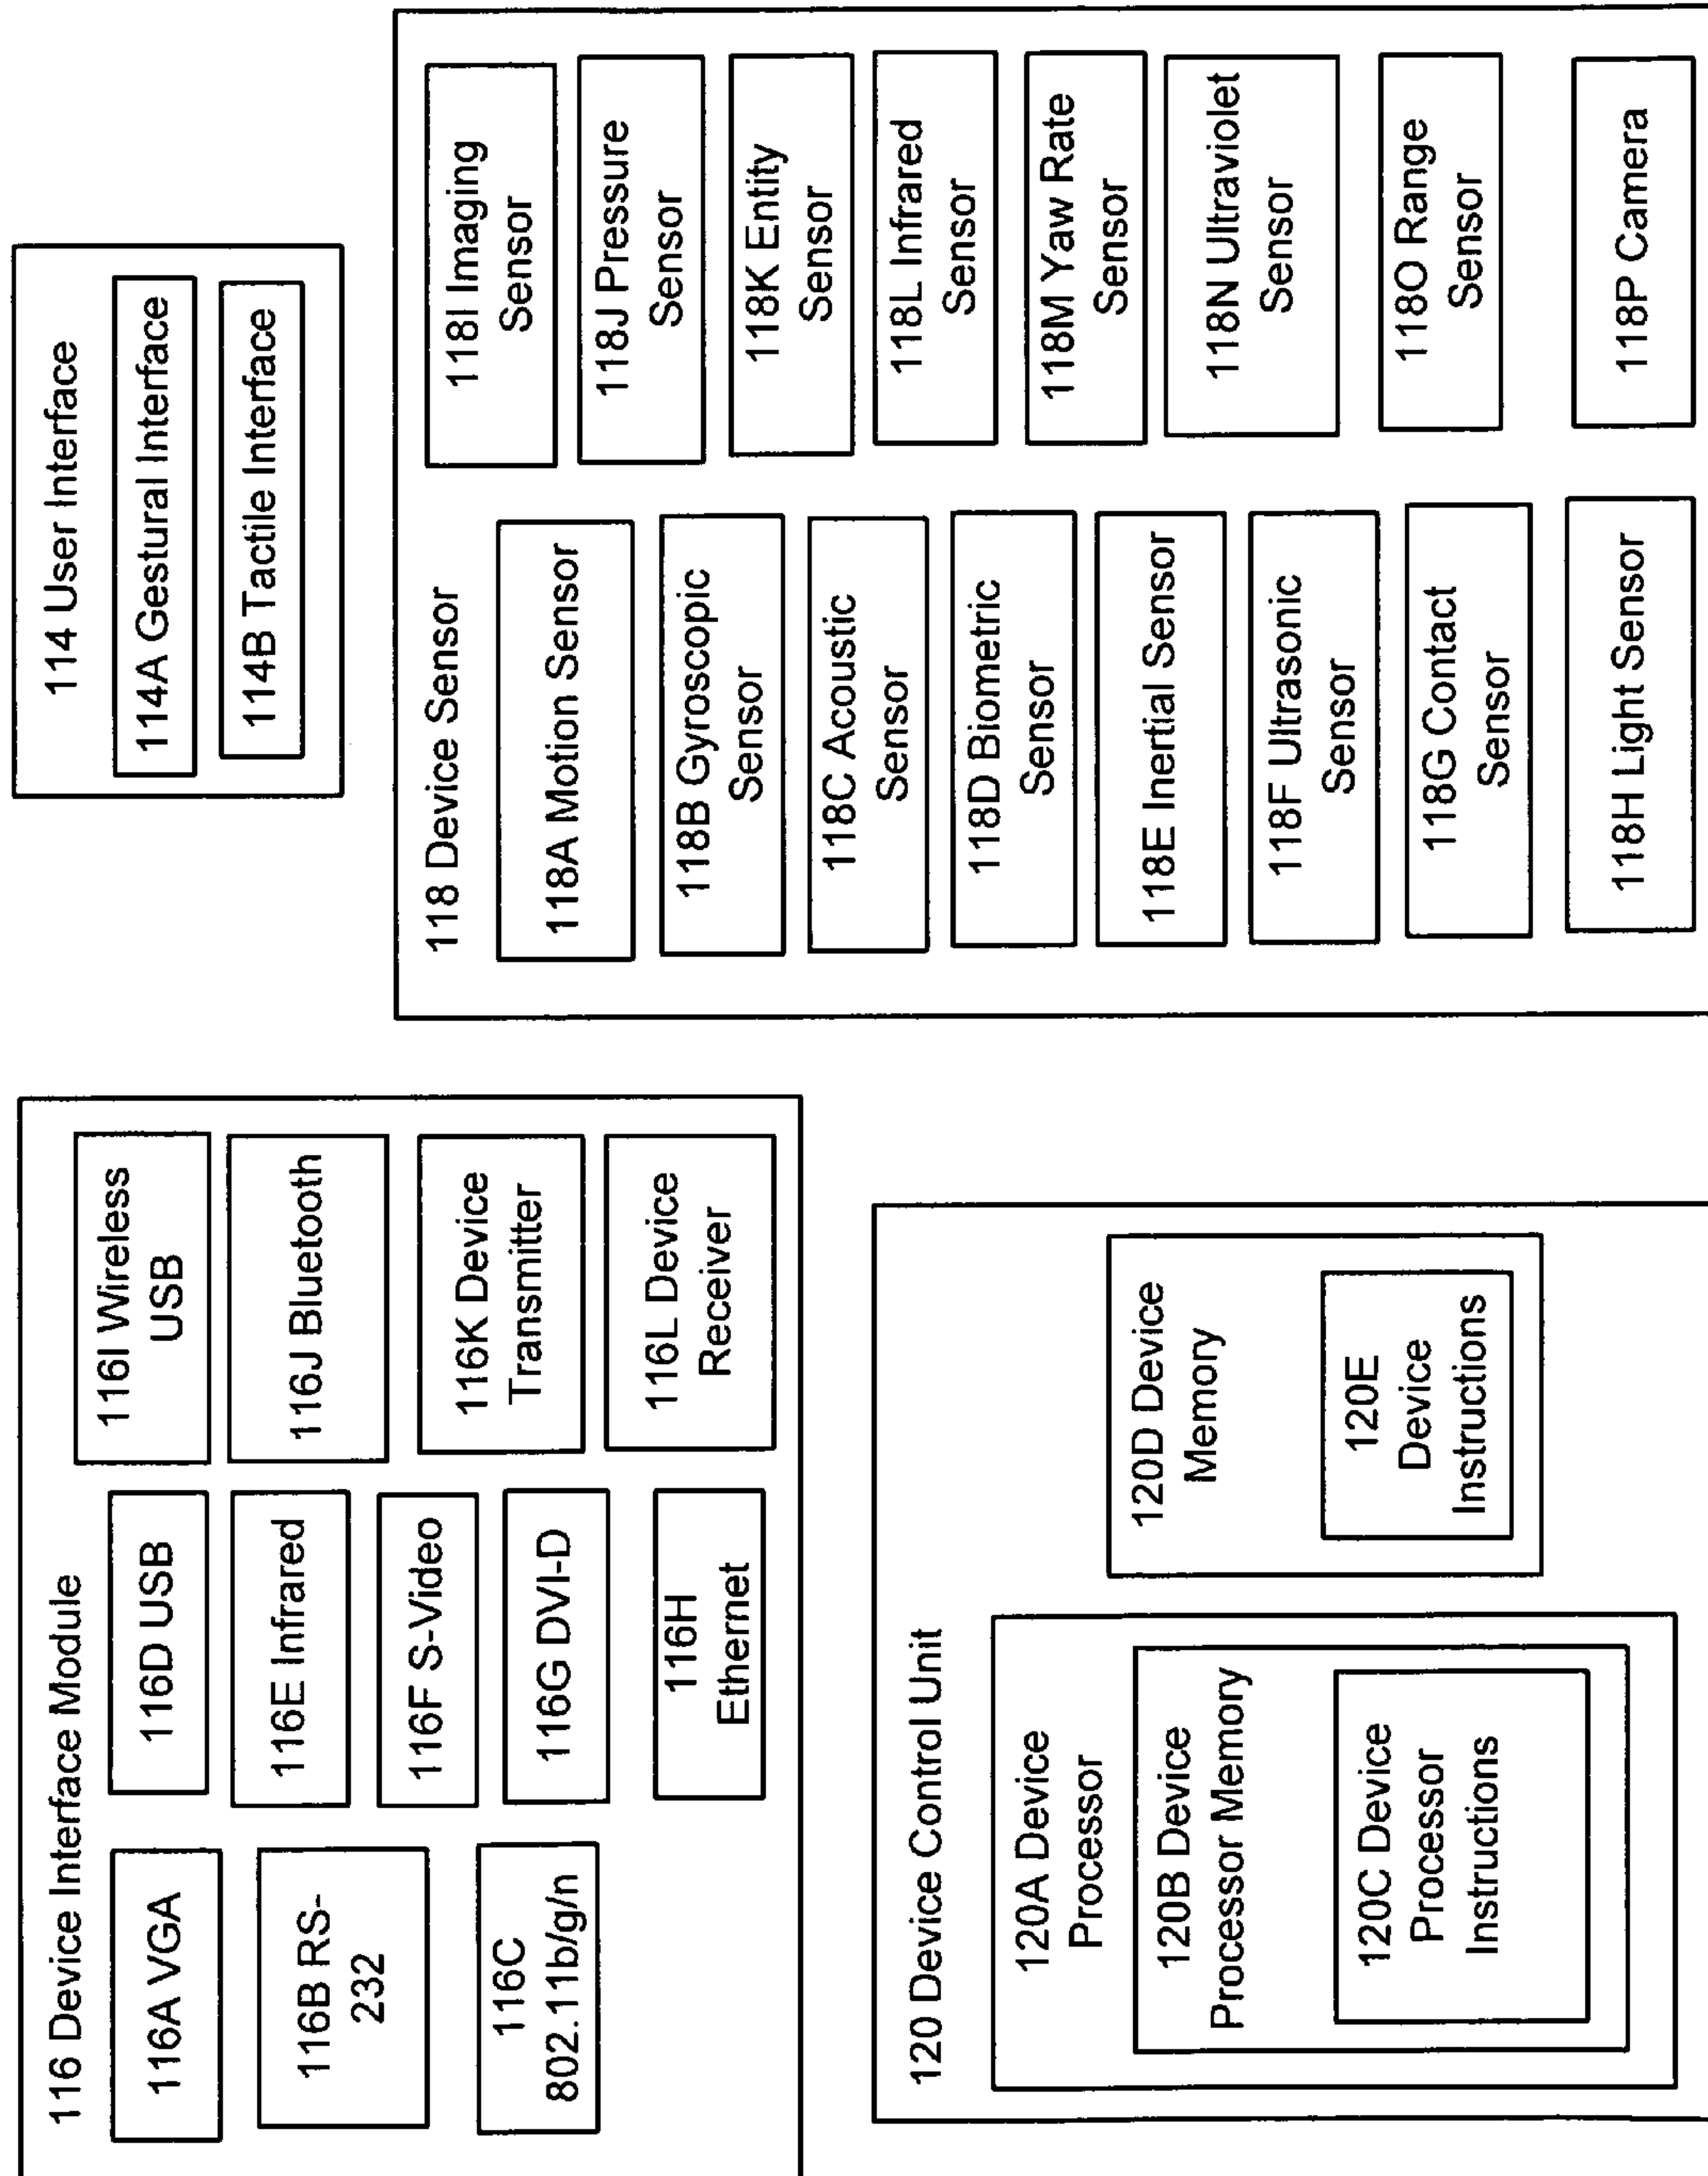 116 Device Interface Module
116A VGA
116B RS-
232
116C
802.11b/g/n
116D USB
116E Infrared
116F S-Video
116G DVI-D
116H
Ethernet
116I Wireless
USB
116J Bluetooth
116K Device
Transmitter
116L Device
Receiver
114 User Interface
114A Gestural Interface
114B Tactile Interface
120 Device Control Unit
120A Device
Processor
120B Device
Processor Memory
120C Device
Processor
Instructions
120D Device
Memory
120E
Device
Instructions
118 Device Sensor
118A Motion Sensor
118B Gyroscopic
Sensor
118C Acoustic
Sensor
118D Biometric
Sensor
118E Inertial Sensor
118F Ultrasonic
Sensor
118G Contact
Sensor
118H Light Sensor
118I Imaging
Sensor
118J Pressure
Sensor
118K Entity
Sensor
118L Infrared
Sensor
118M Yaw Rate
Sensor
118N Ultraviolet
Sensor
118O Range
Sensor
118P Camera